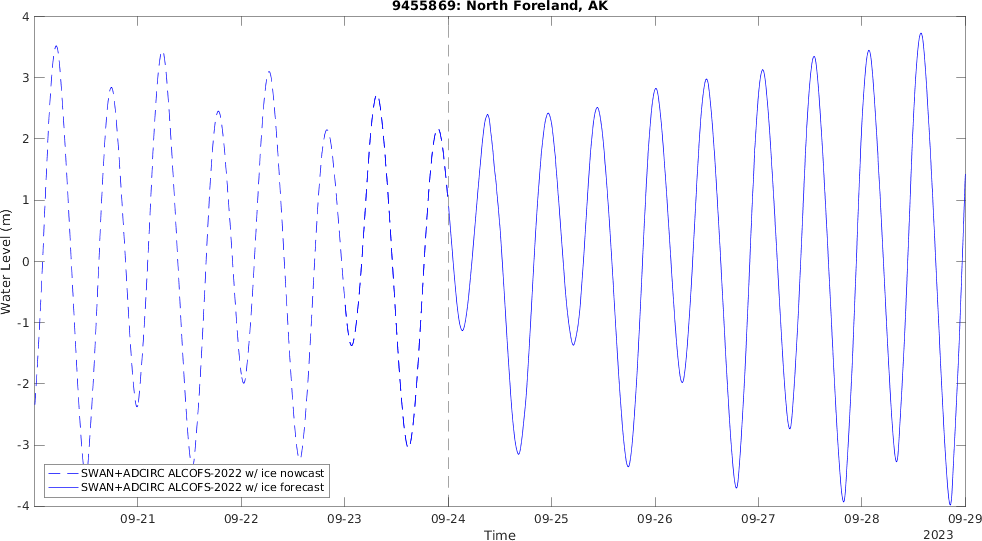 9455869: North Foreland, AK
Water Level (m)
4
3
2
1
0
-1
-2
-3
-4
SWAN+ADCIRC ALCOFS-2022 w/ ice nowcast
SWAN+ADCIRC ALCOFS-2022 w/ ice forecast
09-21 09-22 09-23 09-24 09-25 09-26 09-27 09-28 09-29
Time
2023